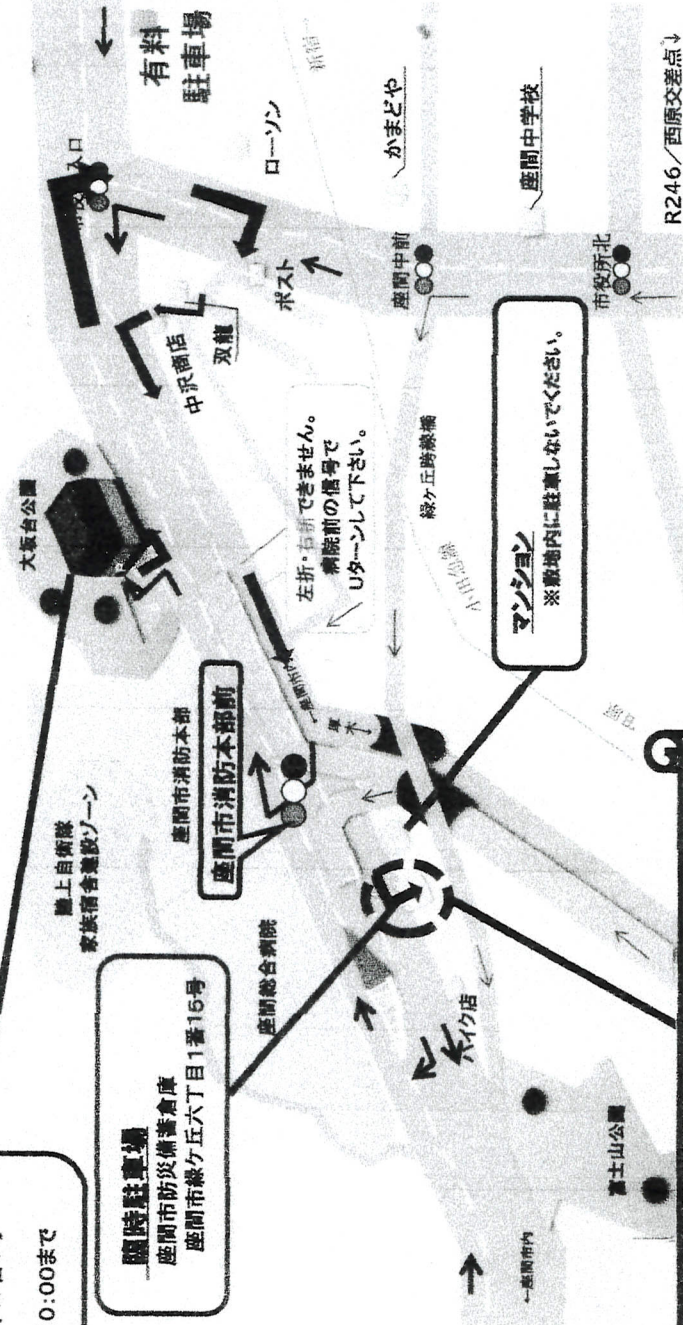 0:00まで
臨時駐車場
座間市防災備蓄倉庫
座間市緑ケ丘六丁目1番15号
陸上自衛隊
家族宿舎建設ゾーン
大坂台公園
座間市消防本部
座間市消防本部前
座間総合病院
バイク店
富士山公園
←座間市内
←座間市内
左折・右折できません。
病院前の信号で
Uターンして下さい。
中沢商店
双龍
ポスト
ローソン
有料
駐車場
入口
かまどや
座間中前
座間中学校
緑ヶ丘跨線橋
小田急線
市役所北
マンション
※敷地内に駐車しないでください。
R246/西原交差点↓